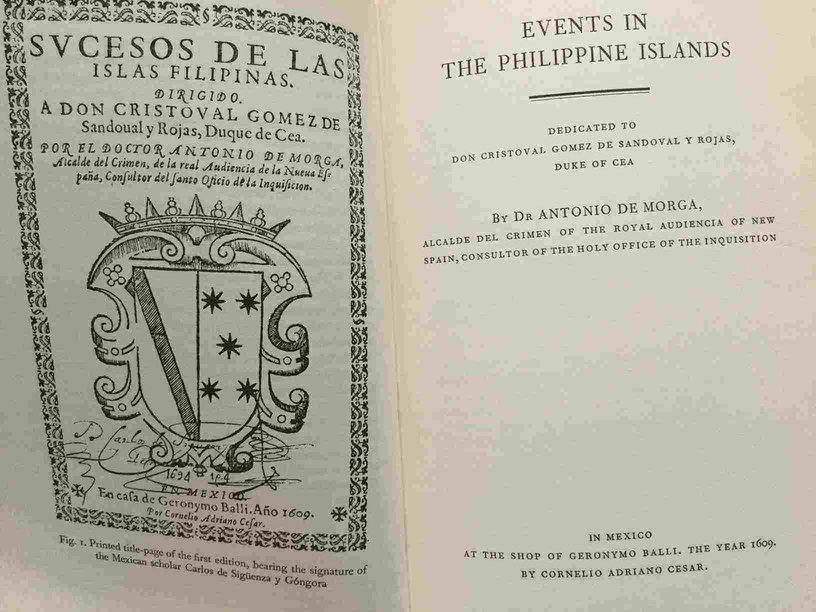 SVCESOS DE LAS
ISLAS FILIPINAS.
DIRIGIDO.
A DON CRISTOVAL GOMEZ DE
Sandoual y Rojas, Duque de Cea.
POR EL DOCTOR ANTONIO DE MORGA,
Alcalde del Crimen, de la real Audiencia de la Nueua Es-
paña, Consultor del santo Oficio dela Inquisicion.
1694
EN MEXICO.
En casa de Geronymo Balli. Año 1609.
Por Cornelio Adriano Cesar.
Fig. 1. Printed title-page of the first edition, bearing the signature of
the Mexican scholar Carlos de Sigüenza y Góngora
EVENTS IN
THE PHILIPPINE ISLANDS
DEDICATED TO
DON CRISTOVAL GOMEZ DE SANDOVAL Y ROJAS,
DUKE OF CEA
BY DR ANTONIO DE MORGA,
ALCALDE DEL CRIMEN OF THE ROYAL AUDIENCIA OF NEW
SPAIN, CONSULTOR OF THE HOLY OFFICE OF THE INQUISITION
IN MEXICO
AT THE SHOP OF GERONYMO BALLI. THE YEAR 1609.
BY CORNELIO ADRIANO CESAR.